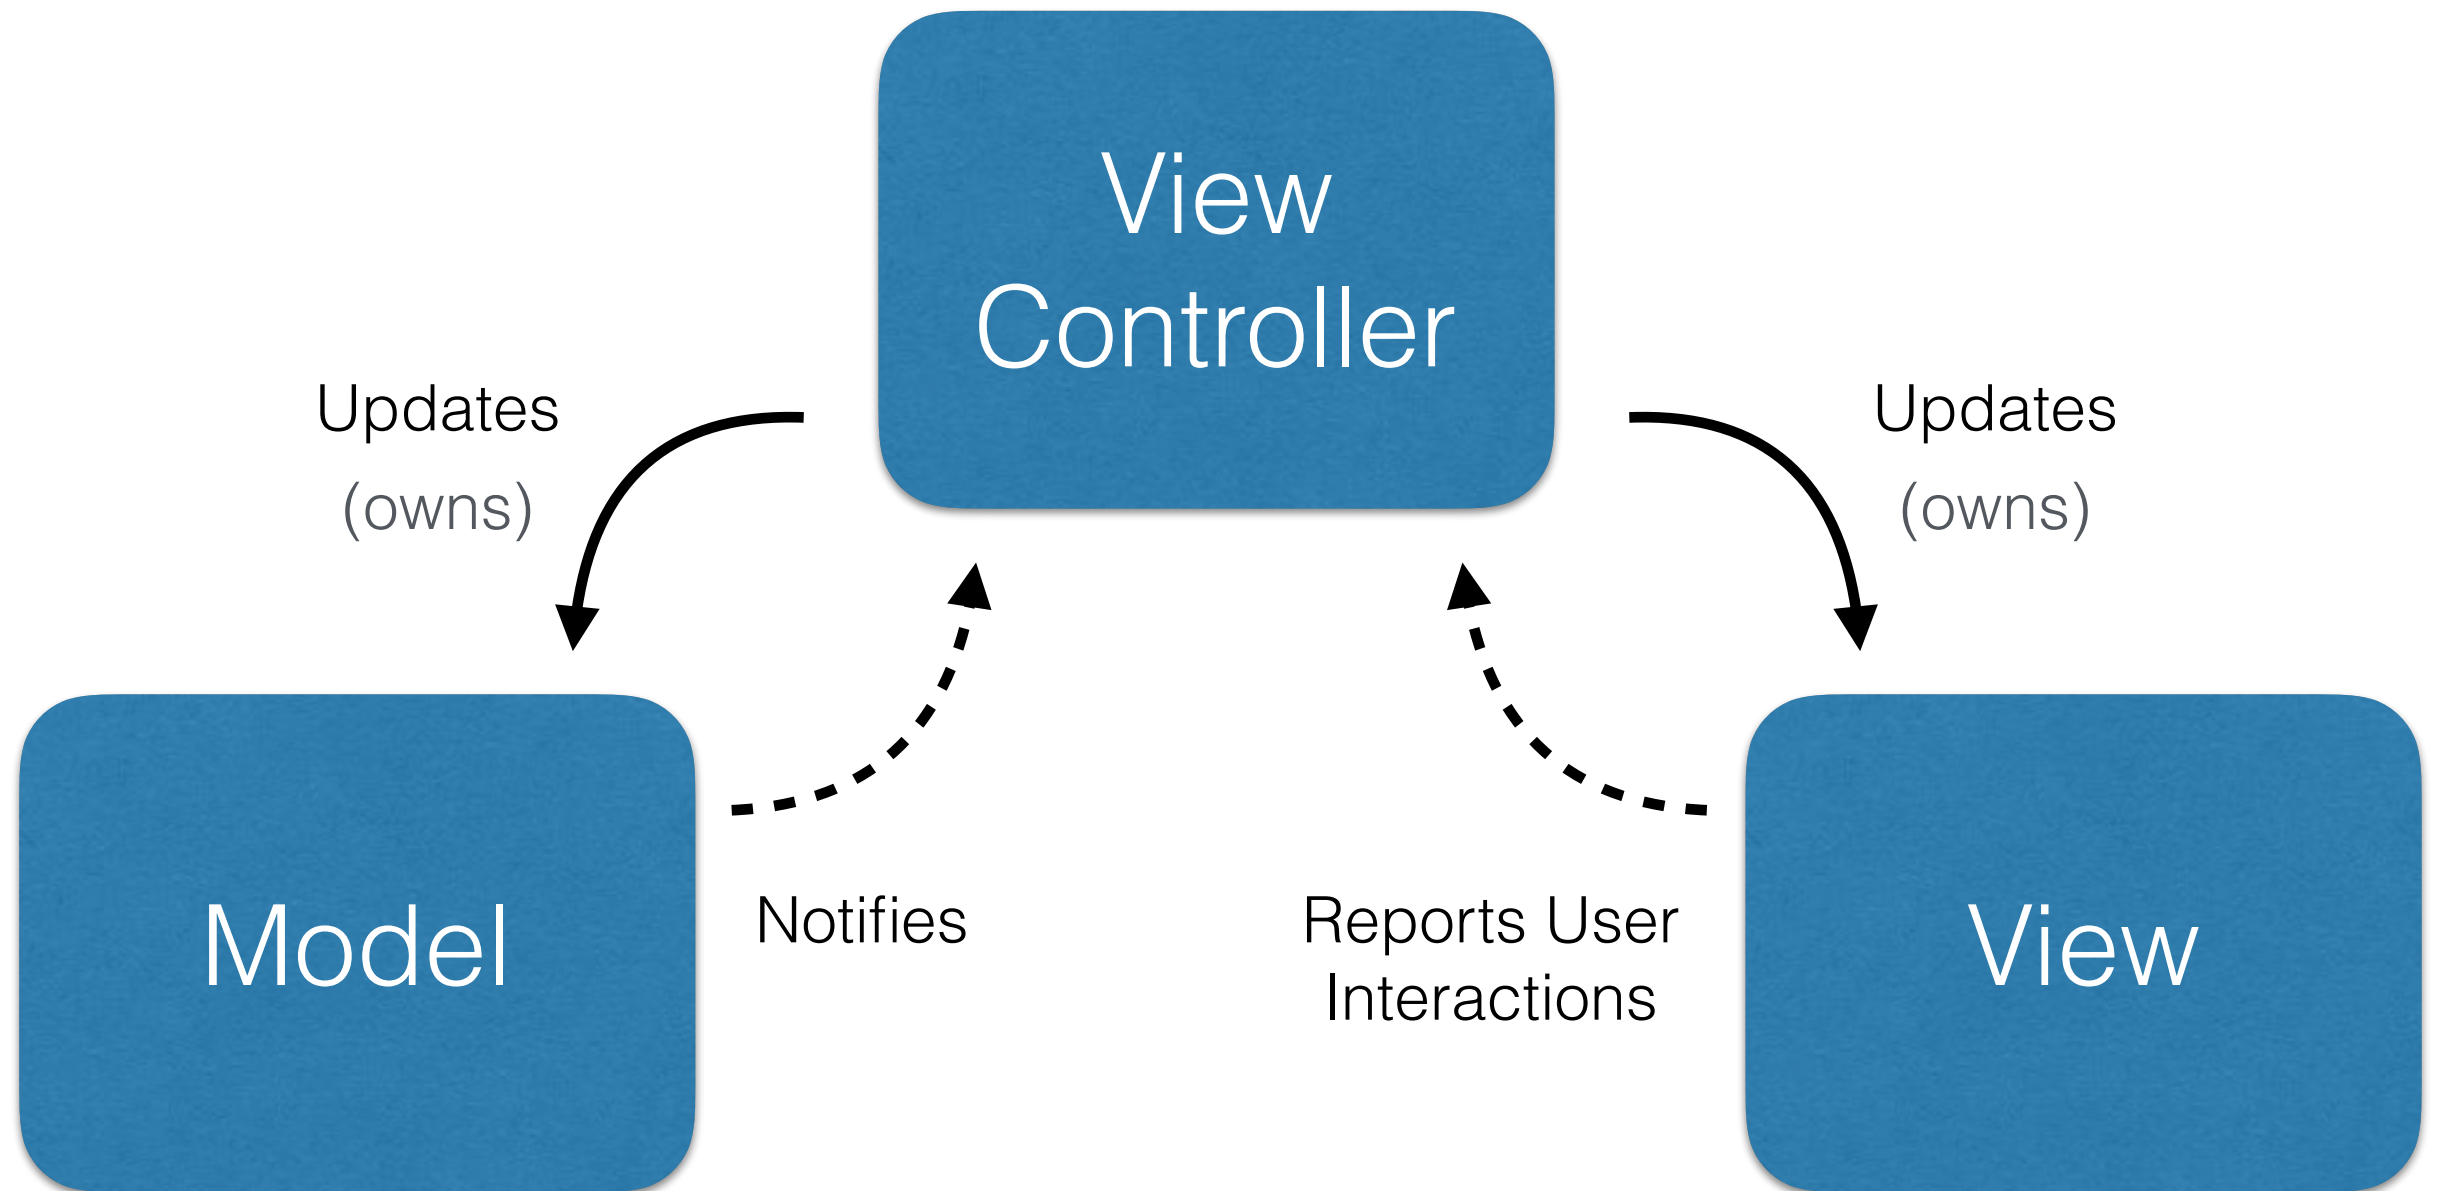 View
Controller
Updates
(owns)
Updates
(owns)
Model
Notifies
Reports User
Interactions
View